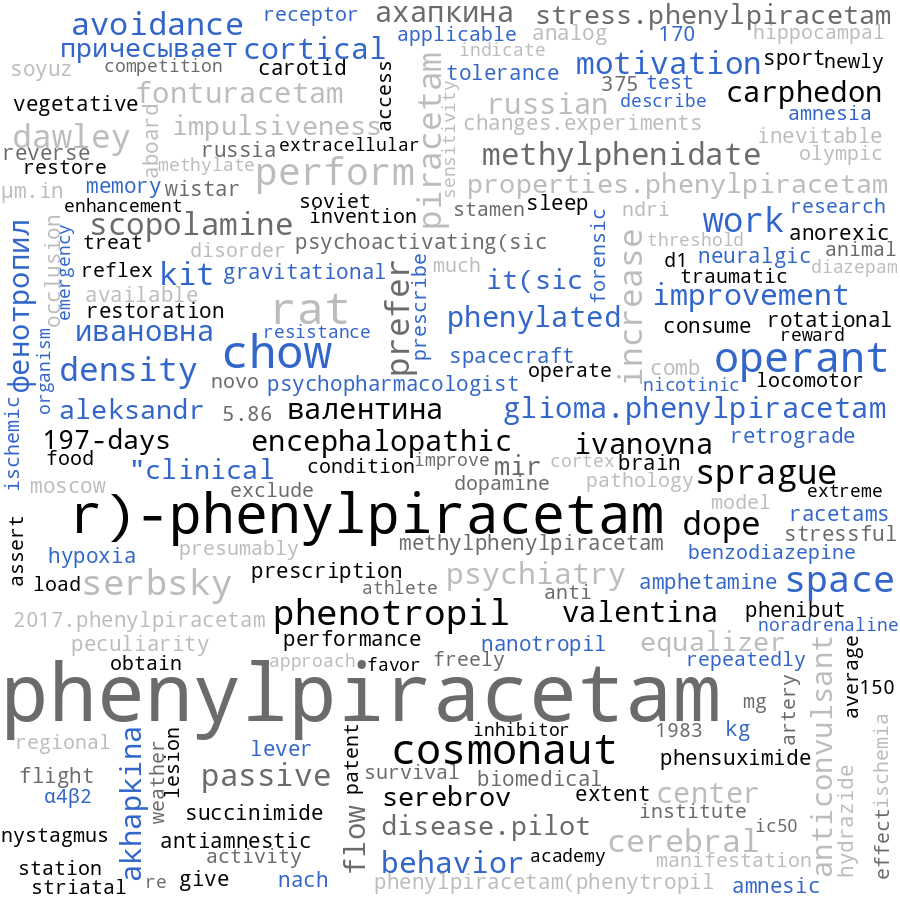 avoidance
receptor
ахапкина
stress.phenylpiracetam
причесывает
cortical
applicable
analog
170
hippocampal
indicate
soyuz
competition
carotid
access
tolerance
motivation
sport
newly
vegetative
fonturacetam
piracetam
sensitivity
375
test
carphedon
russian
describe
amnesia
dawley
aboard
impulsiveness
changes.experiments
inevitable
reverse
russia
extracellular
methylphenidate
olympic
restore
methylate
perform
µm.in
memory
wistar
properties.phenylpiracetam
enhancement
soviet
stamen
sleep
ndri
work
research
scopolamine
invention
forensic
фенотропил
occlusion
emergency
treat
disorder
psychoactivating(sic
increase
threshold
anorexic
animal
reflex
kit
gravitational
prefer
prescribe
much
it(sic
d1
neuralgic
diazepam
traumatic
available
rat
improvement
restoration
phenylated
consume
rotational
ивановна
resistance
reward
organism
chow
spacecraft
operant
density
operate
comb
novo
psychopharmacologist
nicotinic
locomotor
ischemic
aleksandr
5.86
валентина
glioma.phenylpiracetam
197-days
encephalopathic
ivanovna
retrograde
food
"clinical
condition
improve
mir
cortex
brain
sprague
moscow
exclude
dopamine
pathology
extreme
r)-phenylpiracetam
model
racetams
assert
dope
stressful
hypoxia
presumably
methylphenylpiracetam
benzodiazepine
load
serbsky
prescription
athlete
psychiatry
anti
amphetamine
space
2017.phenylpiracetam
phenotropil
valentina
phenibut
noradrenaline
peculiarity
performance
nanotropil
equalizer
obtain
approach
favor
freely
repeatedly
anticonvulsant
average
phenylpiracetam
mg
artery
150
regional
akhapkina
weather
lesion
lever
patent
inhibitor
1983
kg
cosmonaut
phensuximide
flight
passive
survival
biomedical
ischemia
α4β2
serebrov
extent
center
hydrazide
effect
succinimide
institute
nystagmus
antiamnestic
flow
disease.pilot
ic50
cerebral
station
activity
behavior
academy
manifestation
striatal
re
give
nach
phenylpiracetam(phenytropil
amnesic